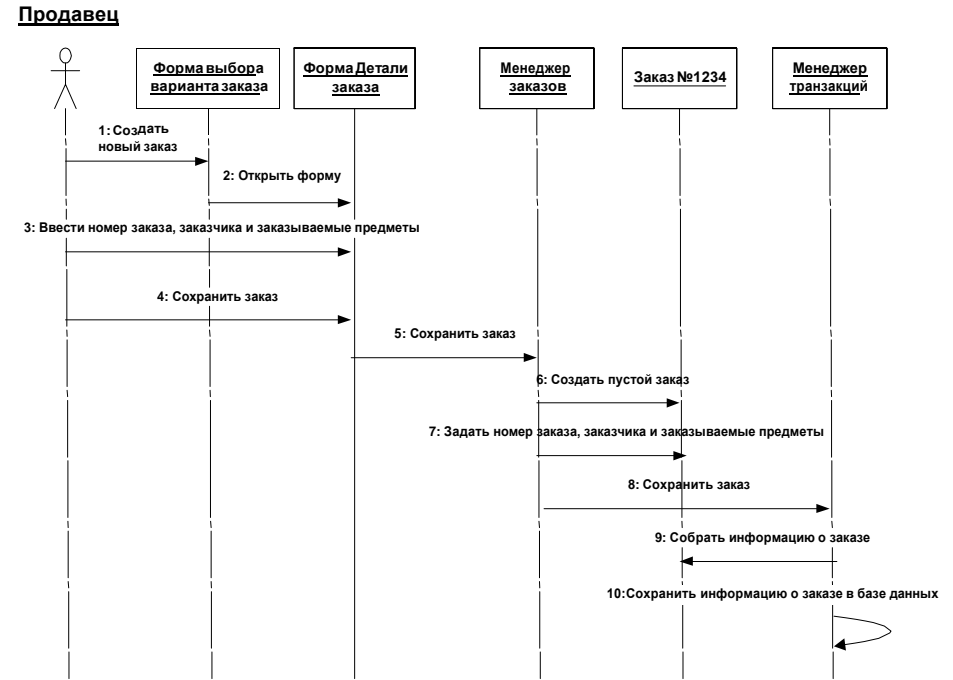 Продавец
Форма выбора
варианта заказа
Форма Детали
заказа
Менеджер
заказов
Заказ №1234
Менеджер
транзакций
1: Создать
новый заказ
2: Открыть форму
3: Ввести номер заказа, заказчика и заказываемые предметы
4: Сохранить заказ
5: Сохранить заказ
6: Создать пустой заказ
7: Задать номер заказа, заказчика и заказываемые предметы
8: Сохранить заказ
9: Собрать информацию о заказе
10:Сохранить информацию о заказе в базе данных